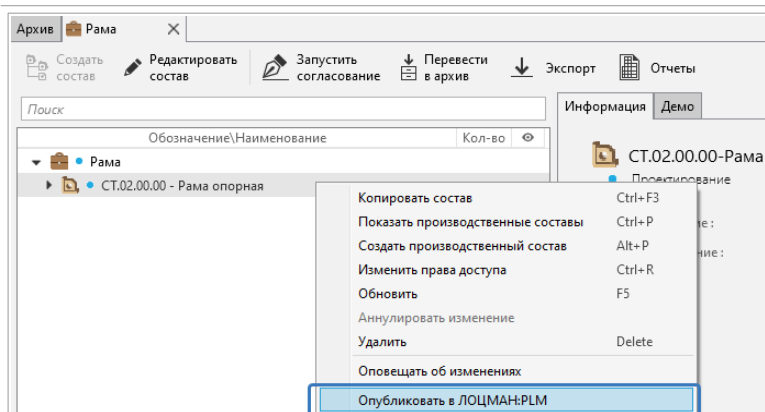 Архив Рама
Создать состав Редактировать состав Запустить согласование Перевести в архив Экспорт Отчеты
Поиск
Информация Демо
Обозначение\Наименование Кол-во
Рама
СТ.02.00.00-Рама
Проектирование
СТ.02.00.00 - Рама опорная
Копировать состав Ctrl+F3
Показать производственные составы Ctrl+P
Создать производственный состав Alt+P
Изменить права доступа Ctrl+R
Обновить F5
Аннулировать изменение
Удалить Delete
Оповещать об изменениях
Опубликовать в ЛОЦМАН:PLM